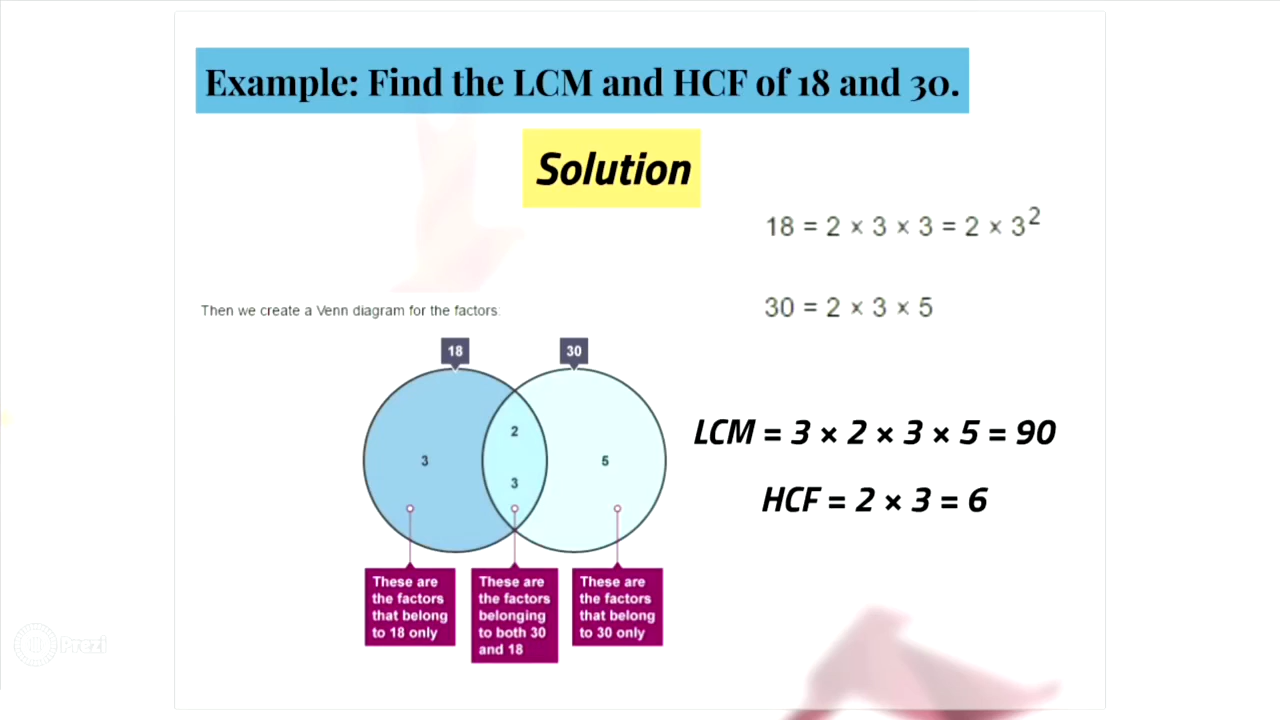 Example: Find the LCM and HCF of 18 and 30.
Solution
18 = 2 × 3 × 3 = 2 × 3²
30 = 2 × 3 × 5
Then we create a Venn diagram for the factors:
18
30
3
2
3
5
LCM = 3 × 2 × 3 × 5 = 90
HCF = 2 × 3 = 6
These are
the factors
that belong
to 18 only
These are
the factors
belonging
to both 30
and 18
These are
the factors
that belong
to 30 only
Prezi